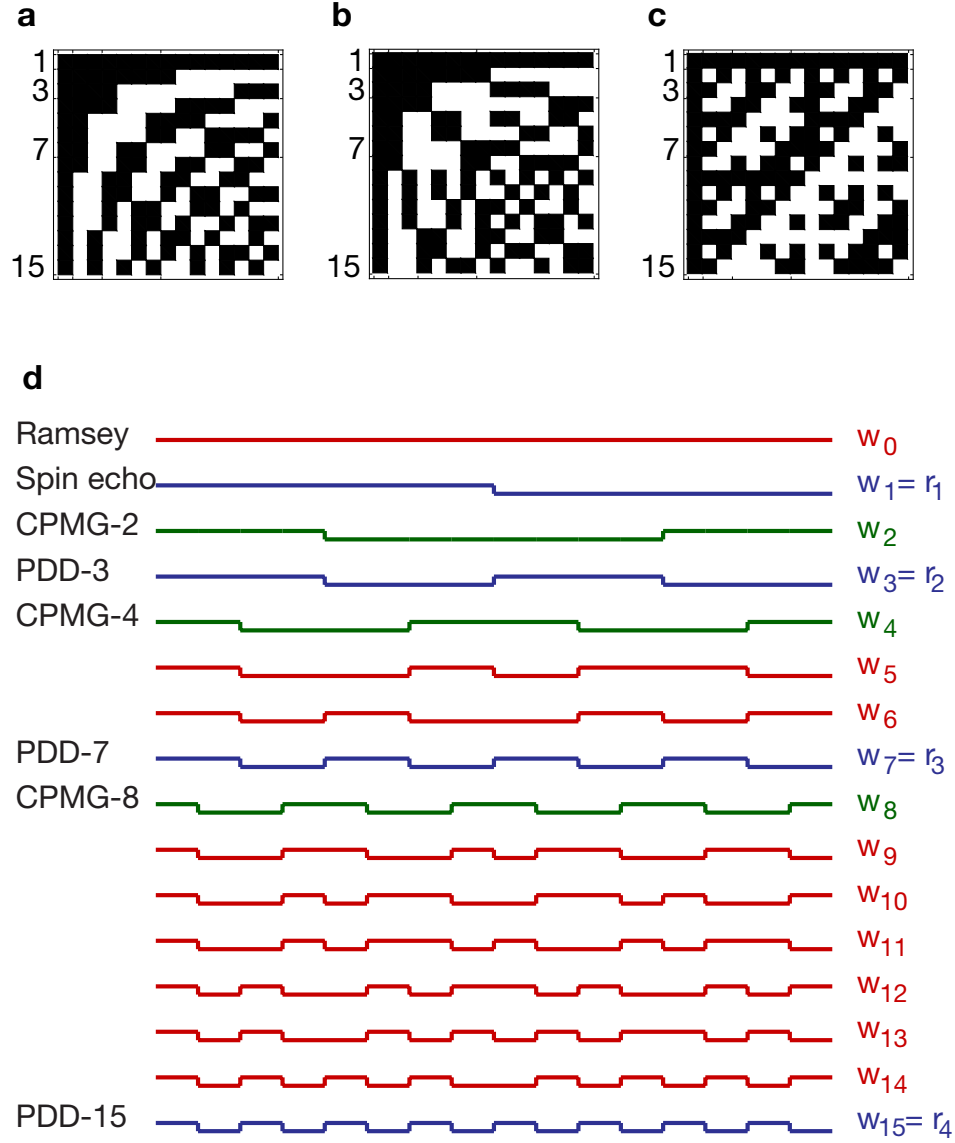 a b c
1 1 1
3 3 3
7 7 7
15 15 15
d
Ramsey w0
Spin echo w1= r1
CPMG-2 w2
PDD-3 w3= r2
CPMG-4 w4
w5
w6
PDD-7 w7= r3
CPMG-8 w8
w9
w10
w11
w12
w13
w14
PDD-15 w15= r4